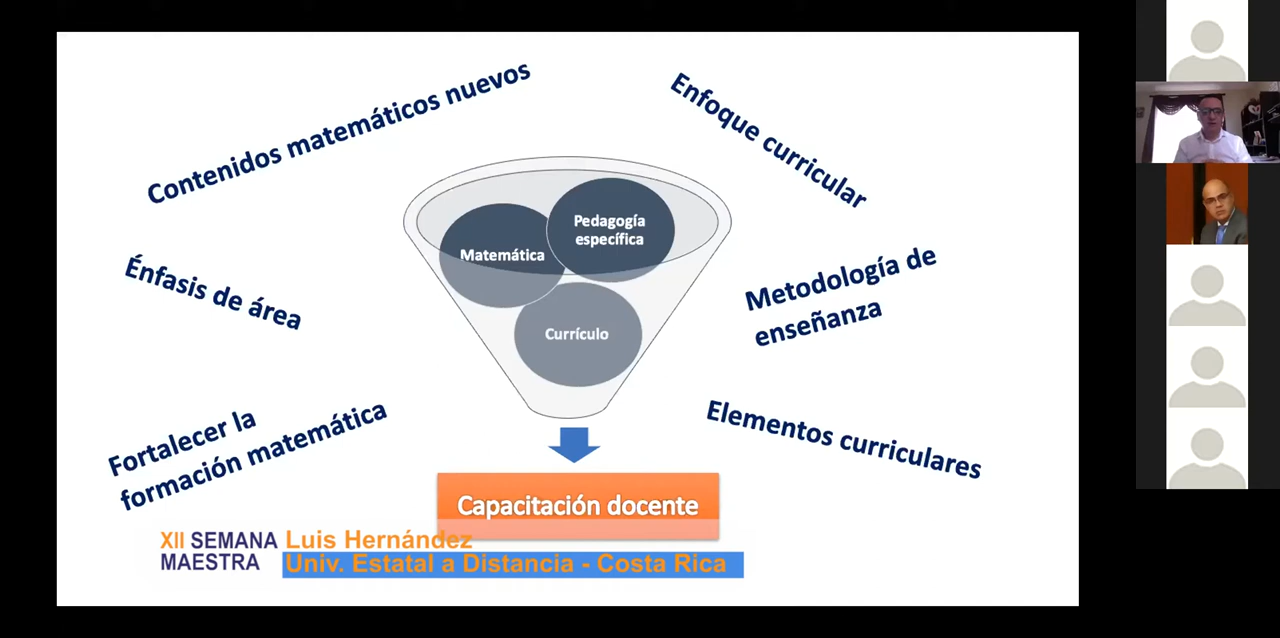 Contenidos matemáticos nuevos
Enfoque curricular
Pedagogía
específica
Matemática
Énfasis de área
Metodología de
enseñanza
Currículo
Fortalecer la
formación matemática
Elementos curriculares
Capacitación docente
XII SEMANA
MAESTRA
Luis Hernández
Univ. Estatal a Distancia - Costa Rica